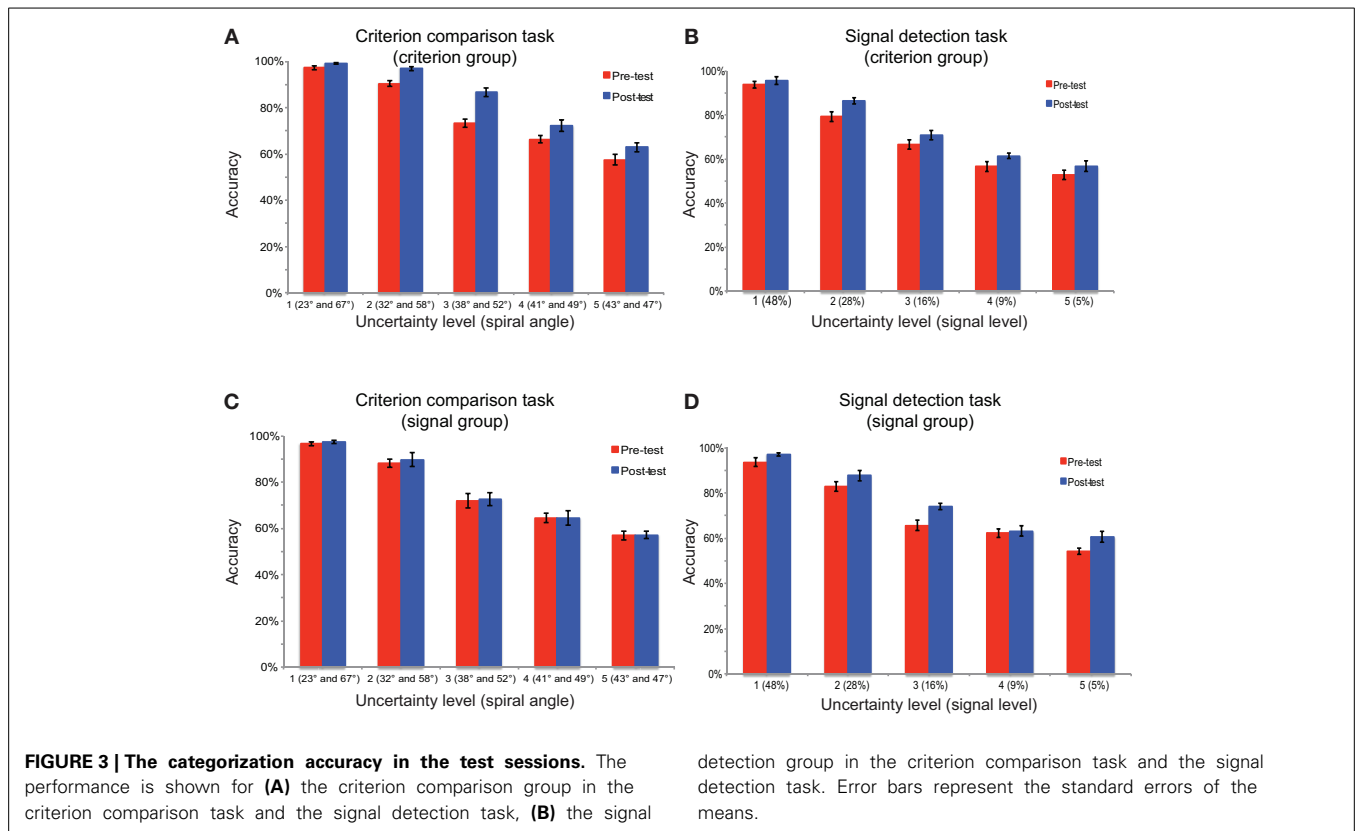 A
Criterion comparison task
(criterion group)
100%
80%
60%
40%
20%
0%
Accuracy
Pre-test
Post-test
1 (23° and 67°) 2 (32° and 58°) 3 (38° and 52°) 4 (41° and 49°) 5 (43° and 47°)
Uncertainty level (spiral angle)
B
Signal detection task
(criterion group)
100%
80%
60%
40%
20%
0%
Accuracy
Pre-test
Post-test
1 (48%) 2 (28%) 3 (16%) 4 (9%) 5 (5%)
Uncertainty level (signal level)
C
Criterion comparison task
(signal group)
100%
80%
60%
40%
20%
0%
Accuracy
Pre-test
Post-test
1 (23° and 67°) 2 (32° and 58°) 3 (38° and 52°) 4 (41° and 49°) 5 (43° and 47°)
Uncertainty level (spiral angle)
D
Signal detection task
(signal group)
100%
80%
60%
40%
20%
0%
Accuracy
Pre-test
Post-test
1 (48%) 2 (28%) 3 (16%) 4 (9%) 5 (5%)
Uncertainty level (signal level)
FIGURE 3 | The categorization accuracy in the test sessions. The
performance is shown for (A) the criterion comparison group in the
criterion comparison task and the signal detection task, (B) the signal
detection group in the criterion comparison task and the signal
detection task. Error bars represent the standard errors of the
means.